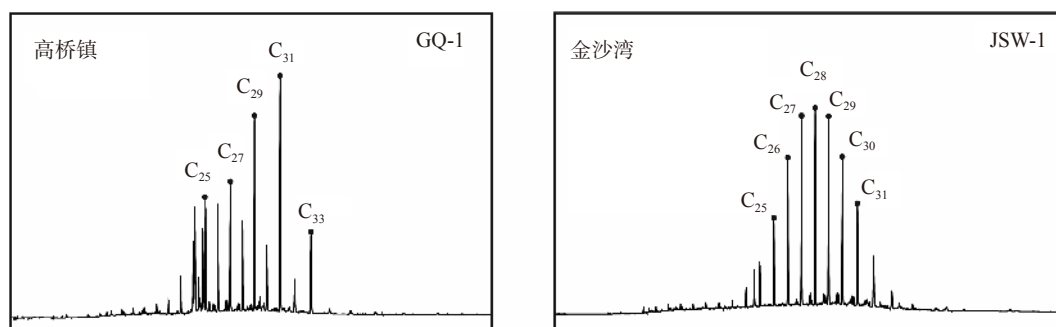 高桥镇
GQ-1
C₃₁
C₂₉
C₂₇
C₂₅
C₃₃
金沙湾
JSW-1
C₂₈
C₂₇
C₂₉
C₂₆
C₃₀
C₂₅
C₃₁